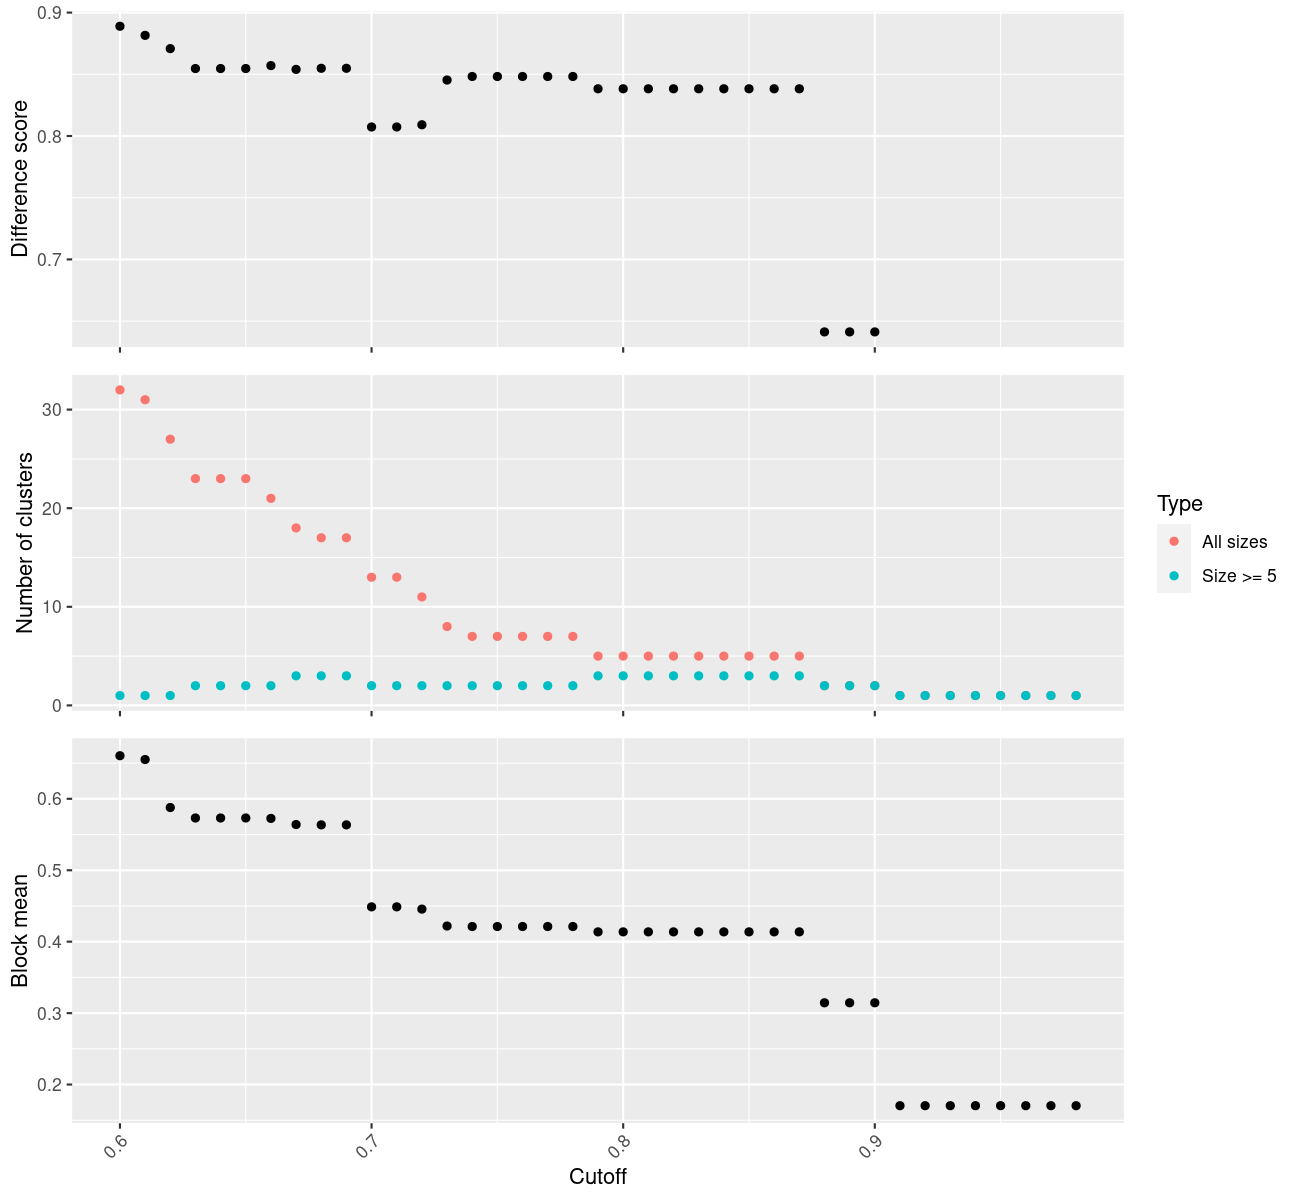 Difference score
0.9
0.8
0.7
Number of clusters
30
20
10
0
Type
All sizes
Size >= 5
Block mean
0.6
0.5
0.4
0.3
0.2
0.6
0.7
0.8
0.9
Cutoff